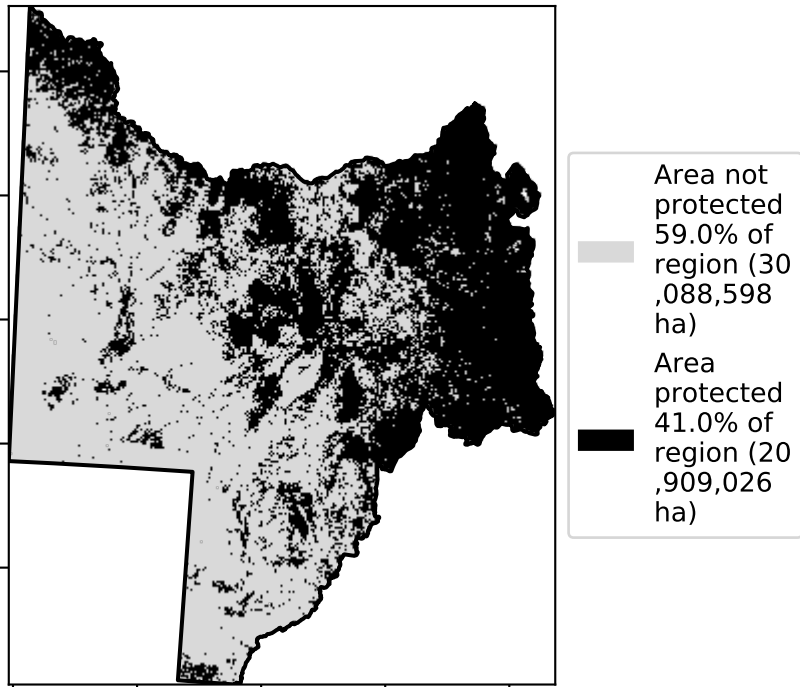 Area not
protected
59.0% of
region (30
,088,598
ha)
Area
protected
41.0% of
region (20
,909,026
ha)